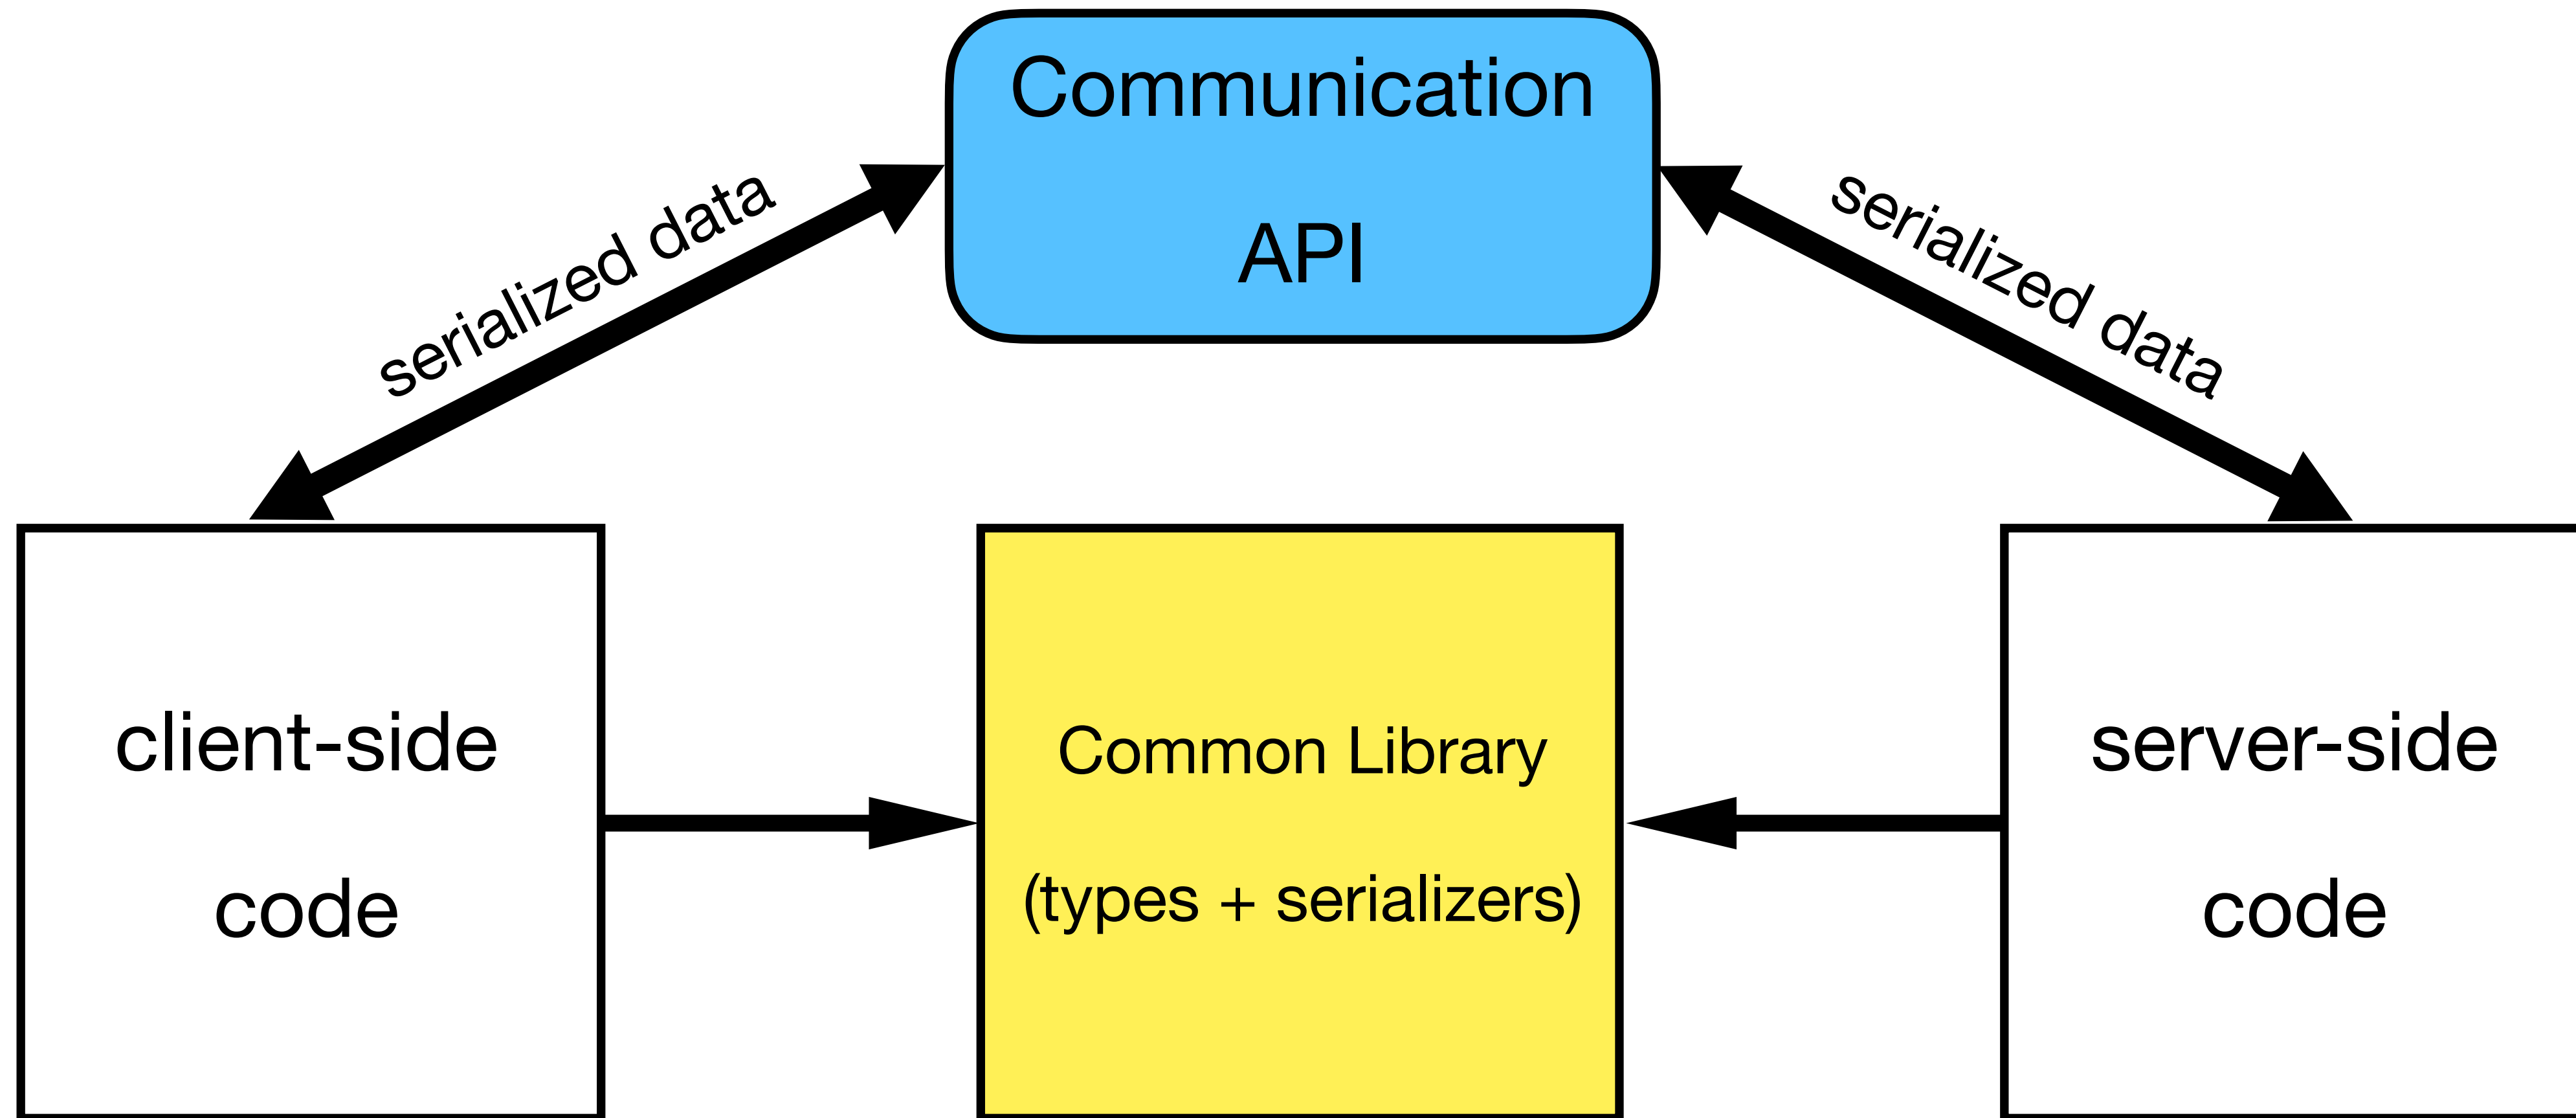 Communication
API
serialized data
serialized data
client-side
code
Common Library
(types + serializers)
server-side
code